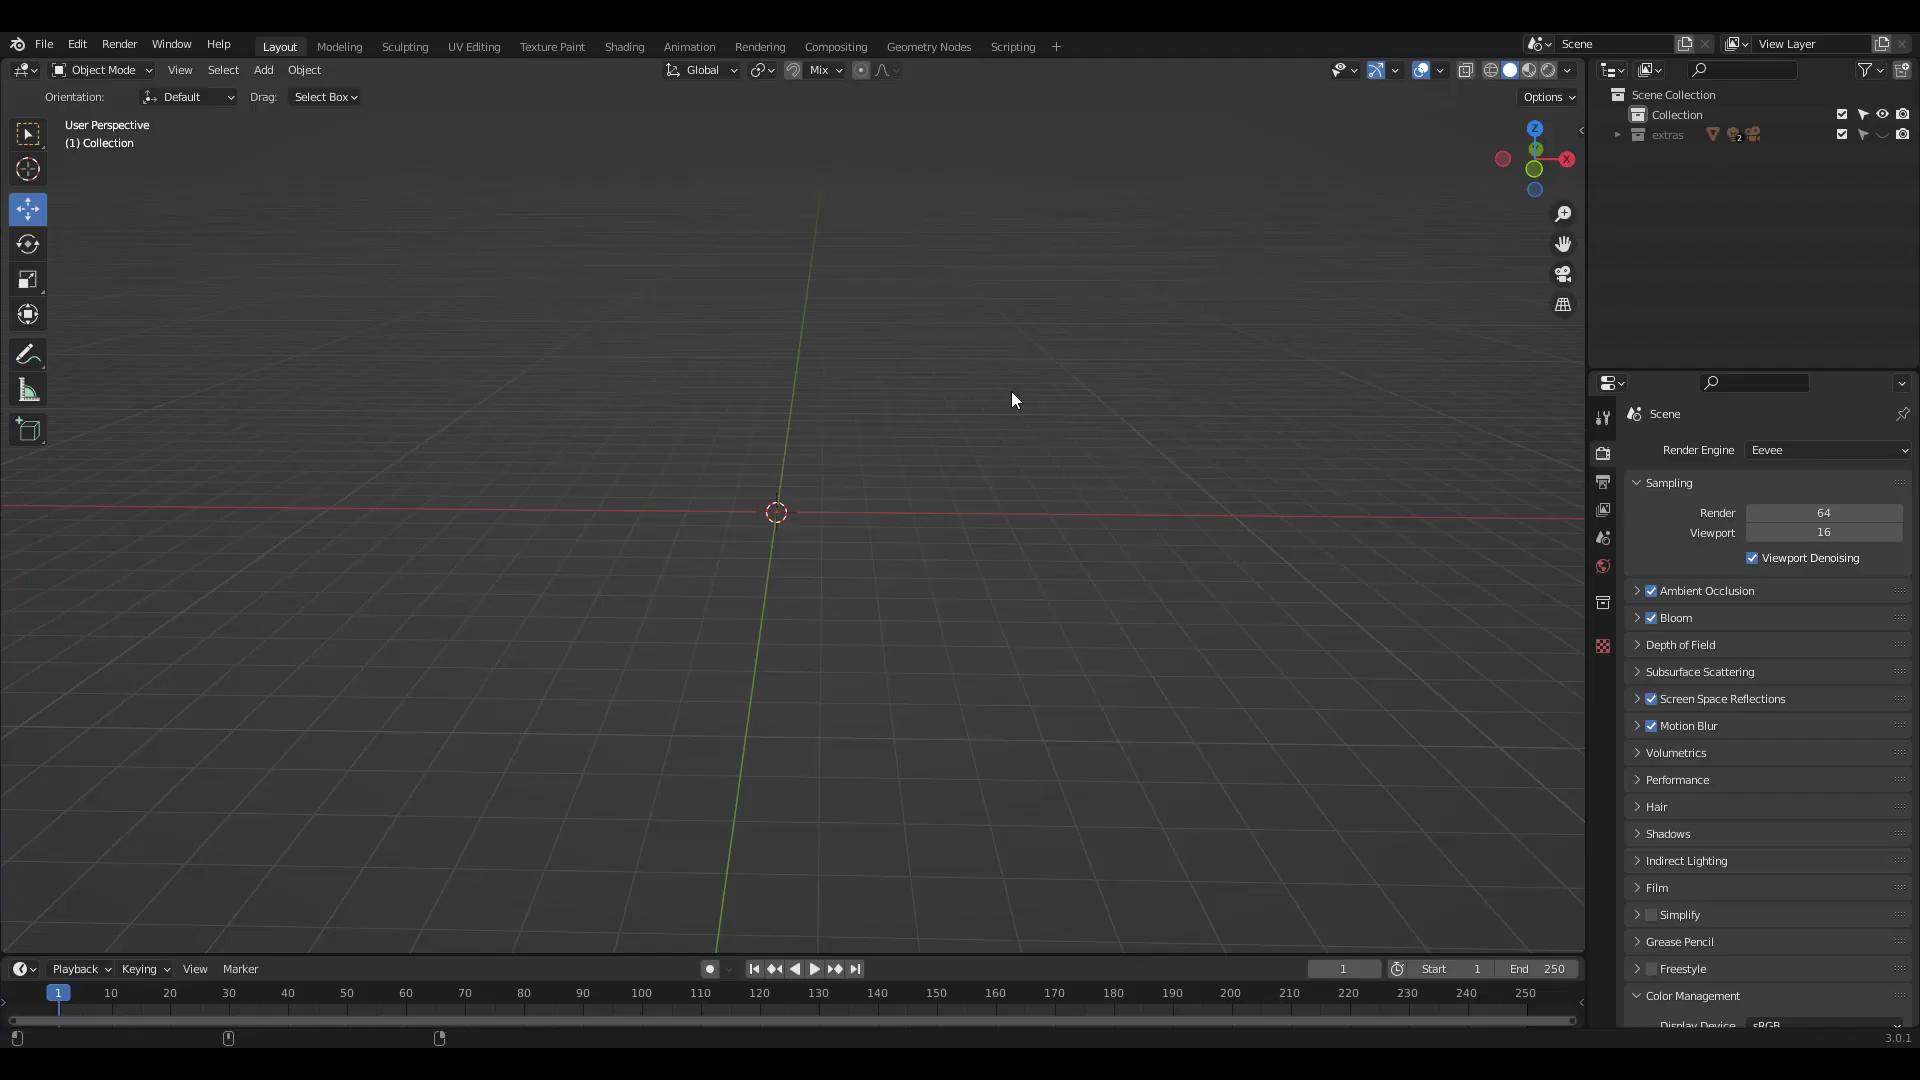 File Edit Render Window Help Layout Modeling Sculpting UV Editing Texture Paint Shading Animation Rendering Compositing Geometry Nodes Scripting + Scene View Layer
Object Mode View Select Add Object Global Mix
Orientation: Default Drag: Select Box Options
User Perspective
(1) Collection
Z
Y
X
Scene Collection
Collection
extras 2
Scene
Render Engine Eevee
Sampling
Render 64
Viewport 16
Viewport Denoising
Ambient Occlusion
Bloom
Depth of Field
Subsurface Scattering
Screen Space Reflections
Motion Blur
Volumetrics
Performance
Hair
Shadows
Indirect Lighting
Film
Simplify
Grease Pencil
Freestyle
Color Management
Display Device sRGB
Playback Keying View Marker 1 Start 1 End 250
1 10 20 30 40 50 60 70 80 90 100 110 120 130 140 150 160 170 180 190 200 210 220 230 240 250
3.0.1